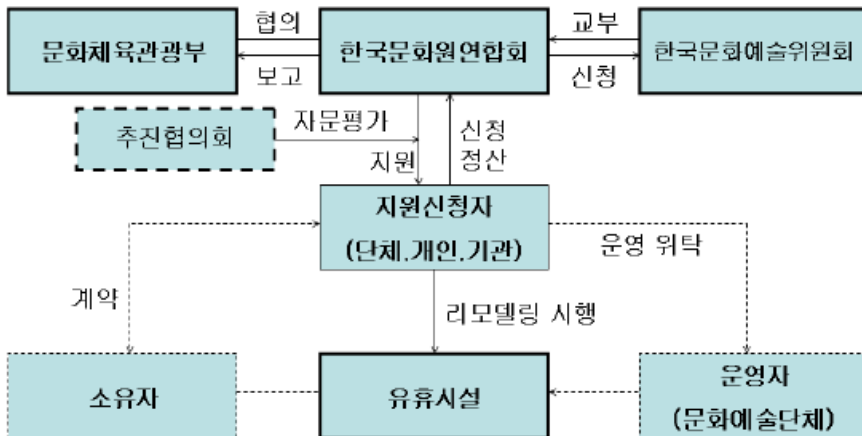 협의
교부
문화체육관광부
한국문화원연합회
한국문화예술위원회
보고
신청
추진협의회
자문평가
신청
정산
지원
지원신청자
(단체,개인,기관)
운영 위탁
계약
리모델링 시행
소유자
유휴시설
운영자
(문화예술단체)